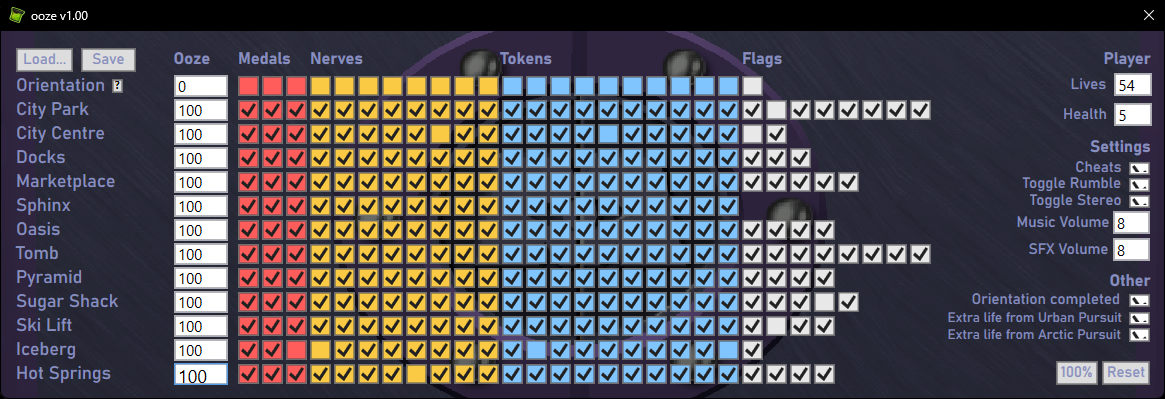 ooze v1.00
Load... Save Ooze Medals Nerves Tokens Flags Player
Orientation ? 0 Lives 54
City Park 100
City Centre 100 Health 5
Docks 100 Settings
Marketplace 100 Cheats
Toggle Rumble
Sphinx 100 Toggle Stereo
Oasis 100 Music Volume 8
Tomb 100 SFX Volume 8
Pyramid 100 Other
Sugar Shack 100 Orientation completed
Ski Lift 100 Extra life from Urban Pursuit
Iceberg 100 Extra life from Arctic Pursuit
Hot Springs 100 100% Reset